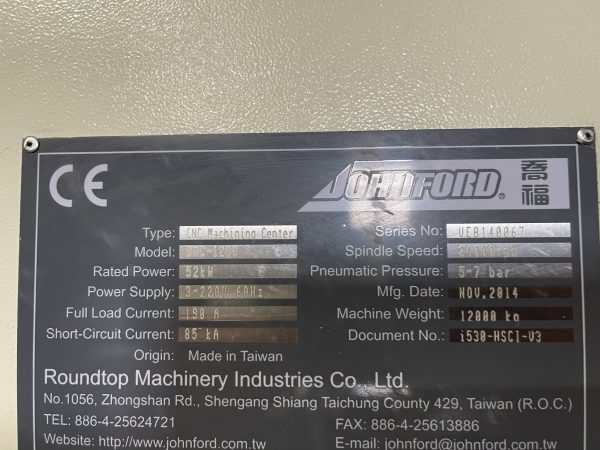 CE
JOHNFORD® 喬福
Type: CNC Machining Center
Series No: VEB140067
Model:
Spindle Speed:
Rated Power: 52kW
Pneumatic Pressure: 5-7 bar
Power Supply: 3~220V,60Hz
Mfg. Date: NOV.2014
Full Load Current: 190 A
Machine Weight: 12000 kg
Short-Circuit Current: 85 kA
Document No.: i530-HSCI-V3
Origin: Made in Taiwan
Roundtop Machinery Industries Co., Ltd.
No.1056, Zhongshan Rd., Shengang Shiang Taichung County 429, Taiwan (R.O.C.)
TEL: 886-4-25624721
FAX: 886-4-25613886
Website: http://www.johnford.com.tw
E-mail: johnford@johnford.com.tw